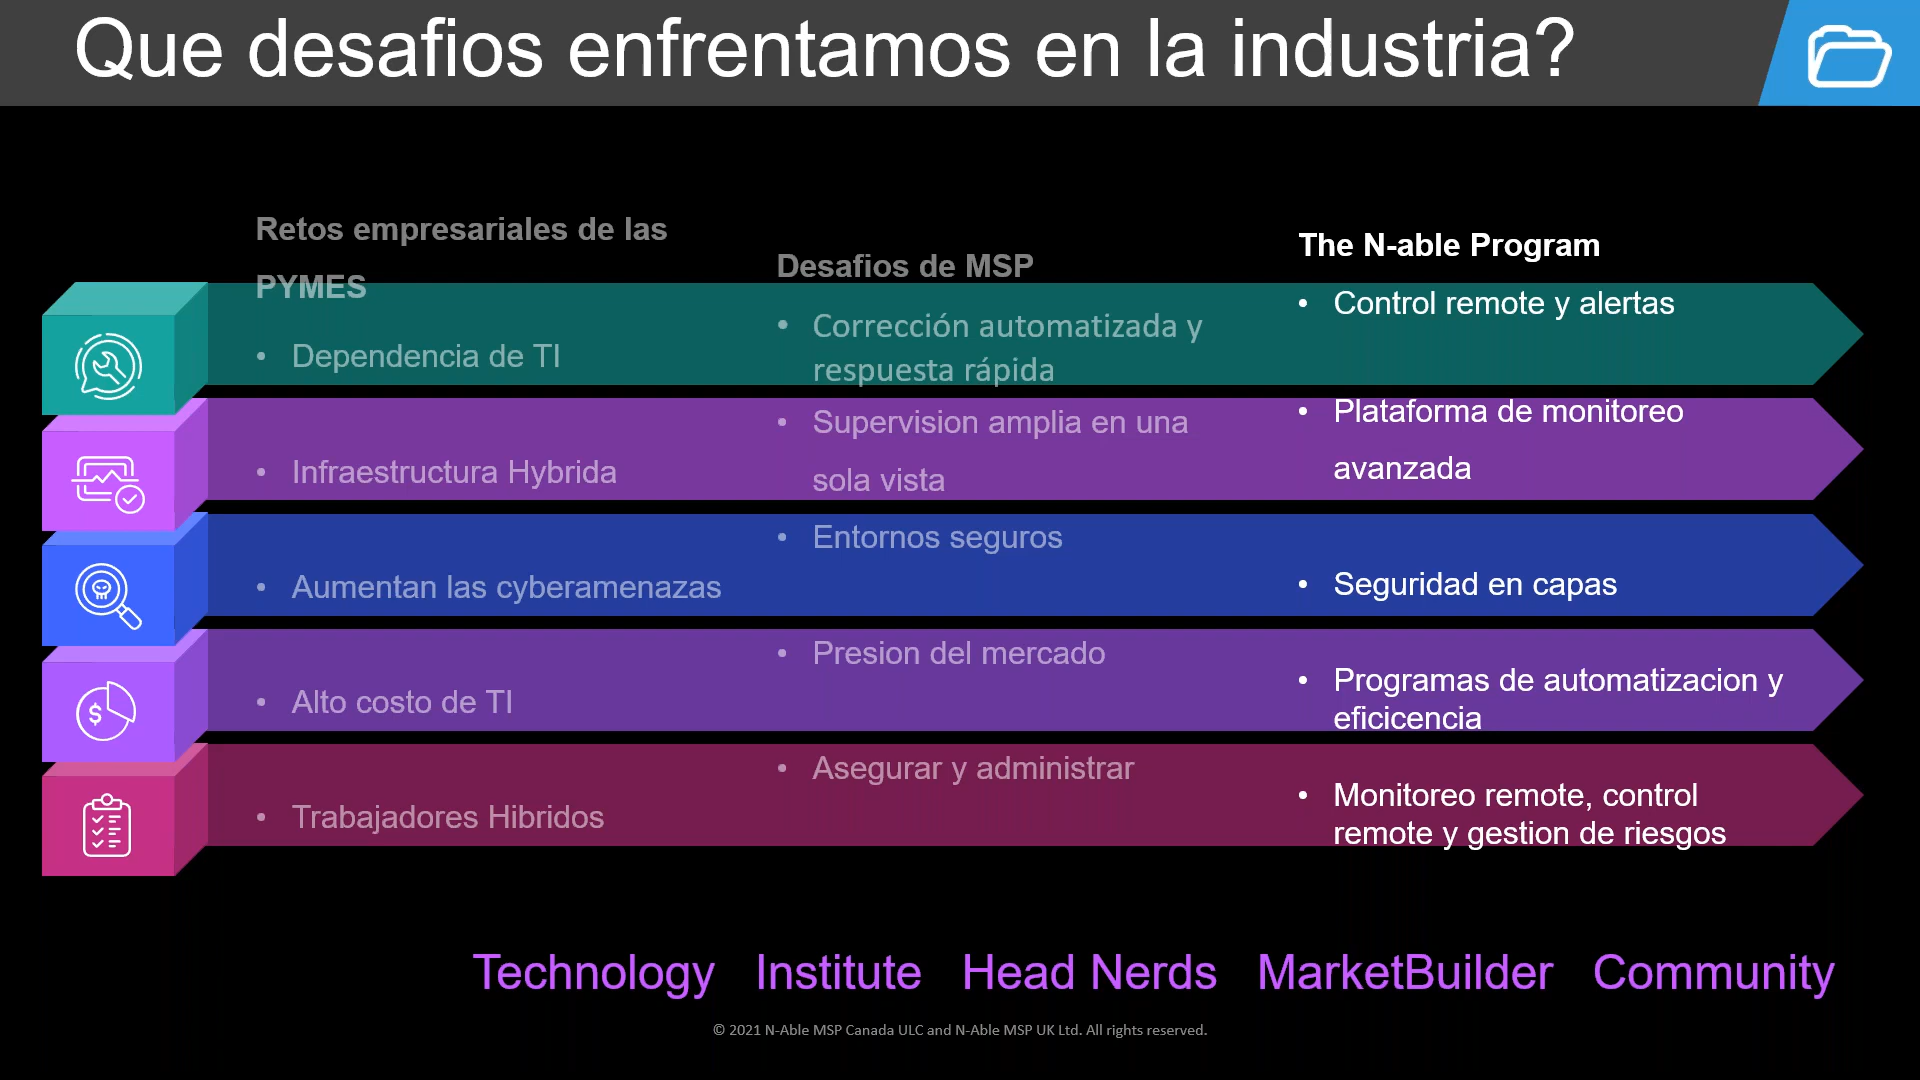 Que desafios enfrentamos en la industria?
Retos empresariales de las
PYMES
Desafios de MSP
The N-able Program
• Dependencia de TI
• Corrección automatizada y
respuesta rápida
• Control remote y alertas
• Infraestructura Hybrida
• Supervision amplia en una
sola vista
• Plataforma de monitoreo
avanzada
• Aumentan las cyberamenazas
• Entornos seguros
• Seguridad en capas
• Alto costo de TI
• Presion del mercado
• Programas de automatizacion y
eficicencia
• Trabajadores Hibridos
• Asegurar y administrar
• Monitoreo remote, control
remote y gestion de riesgos
Technology Institute Head Nerds MarketBuilder Community
© 2021 N-Able MSP Canada ULC and N-Able MSP UK Ltd. All rights reserved.